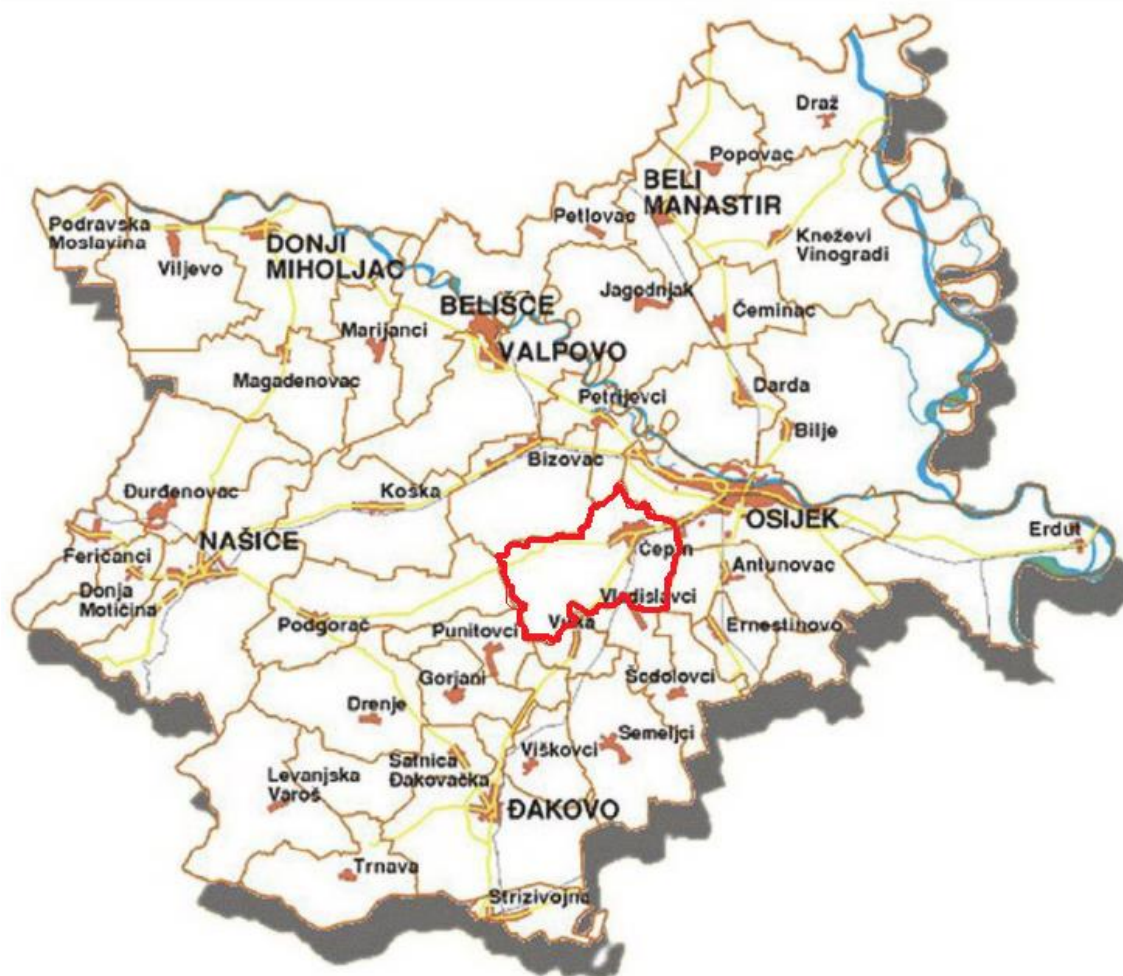 Draž
Popovac
BELI
MANASTIR
Petlovac
Podravska
Moslavina
Viljevo
DONJI
MIHOLJAC
Kneževi
Vinogradi
Jagodnjak
Čeminac
BELIŠĆE
Marijanci
VALPOVO
Magadenovac
Darda
Petrijevci
Bilje
Bizovac
Koška
Đurđenovac
OSIJEK
Erdut
NAŠICE
Feričanci
Čepin
Antunovac
Donja
Motičina
Vladislavci
Podgorač
Vuka
Ernestinovo
Punitovci
Gorjani
Šodolovci
Drenje
Semeljci
Satnica
Đakovačka
Viškovci
Levanjska
Varoš
ĐAKOVO
Trnava
Strizivojna